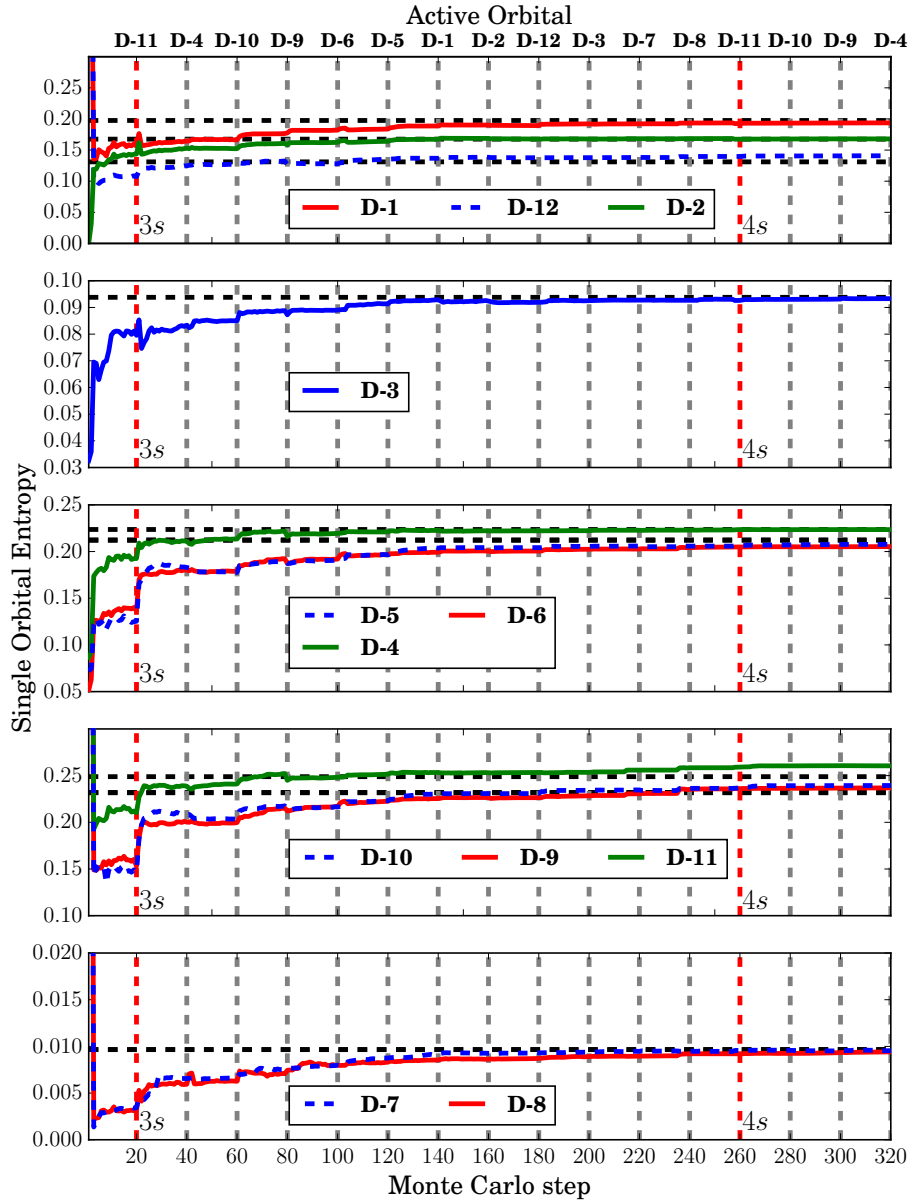 Active Orbital
D-11 D-4 D-10 D-9 D-6 D-5 D-1 D-2 D-12 D-3 D-7 D-8 D-11 D-10 D-9 D-4
0.25
0.20
0.15
0.10
0.05
0.00
3s
4s
D-1 D-12 D-2
0.10
0.09
0.08
0.07
0.06
0.05
0.04
0.03
3s
4s
D-3
Single Orbital Entropy
0.25
0.20
0.15
0.10
0.05
3s
4s
D-5 D-6
D-4
0.25
0.20
0.15
0.10
3s
4s
D-10 D-9 D-11
0.020
0.015
0.010
0.005
0.000
3s
4s
D-7 D-8
20 40 60 80 100 120 140 160 180 200 220 240 260 280 300 320
Monte Carlo step